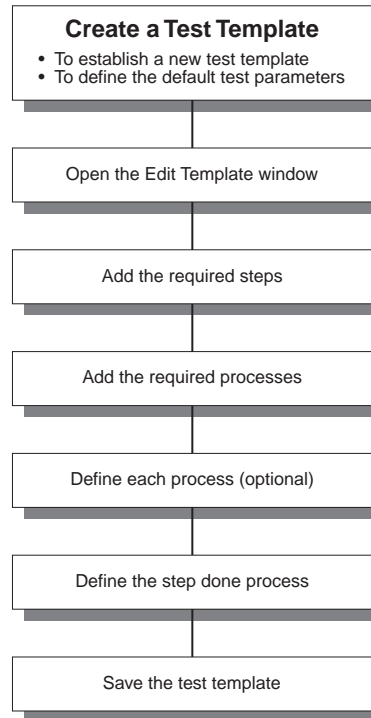 Create a Test Template
• To establish a new test template
• To define the default test parameters
Open the Edit Template window
Add the required steps
Add the required processes
Define each process (optional)
Define the step done process
Save the test template